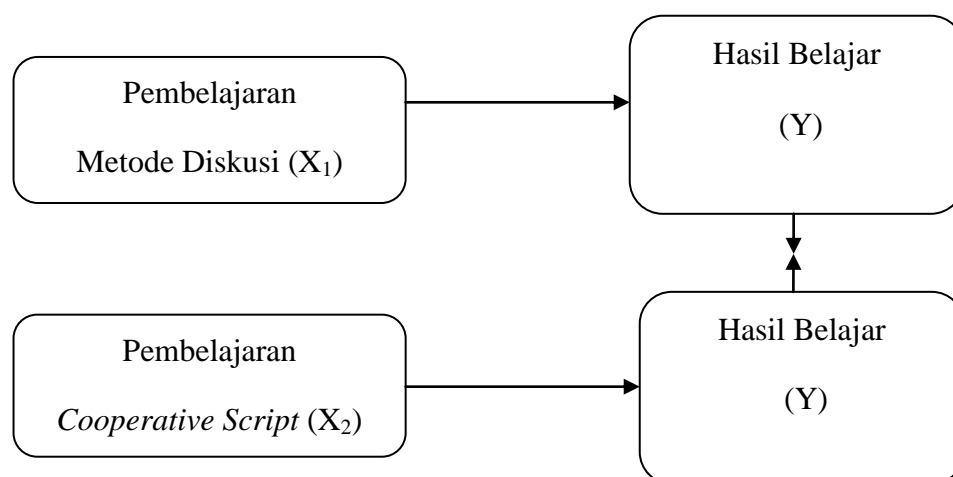 Pembelajaran
Metode Diskusi (X₁)
Hasil Belajar
(Y)
Pembelajaran
Cooperative Script (X₂)
Hasil Belajar
(Y)